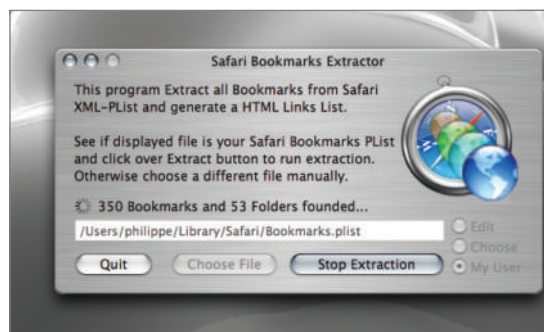 Safari Bookmarks Extractor
This program Extract all Bookmarks from Safari
XML-PList and generate a HTML Links List.
See if displayed file is your Safari Bookmarks PList
and click over Extract button to run extraction.
Otherwise choose a different file manually.
350 Bookmarks and 53 Folders founded...
/Users/philippe/Library/Safari/Bookmarks.plist
Edit
Choose
My User
Quit
Choose File
Stop Extraction